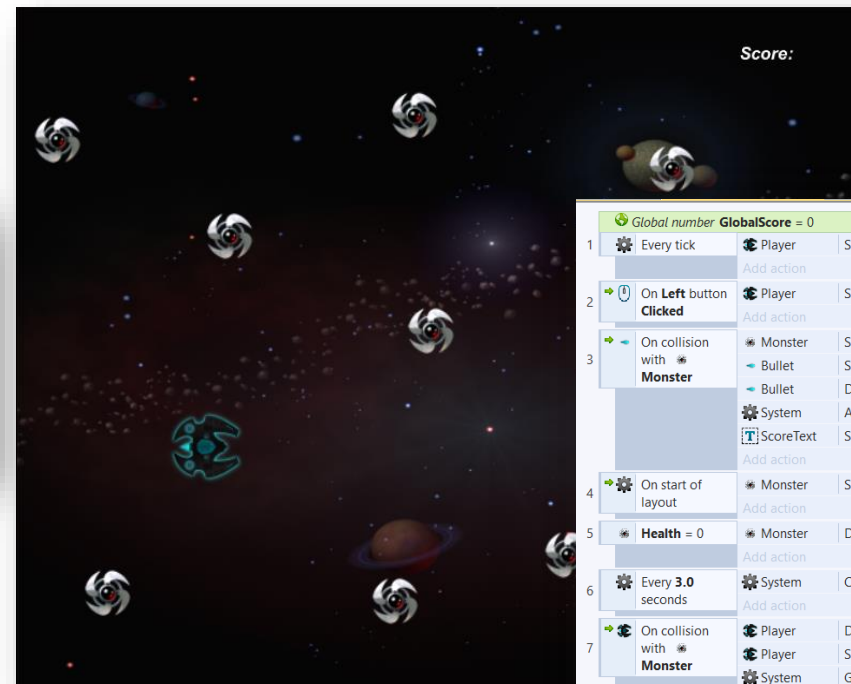 Score:
Global number GlobalScore = 0
1 Every tick Player S
Add action
2 On Left button Clicked Player S
Add action
3 On collision with Monster Monster S
Bullet S
Bullet D
System A
T ScoreText S
Add action
4 On start of layout Monster S
Add action
5 Health = 0 Monster D
Add action
6 Every 3.0 seconds System C
Add action
7 On collision with Monster Player D
Player S
System G